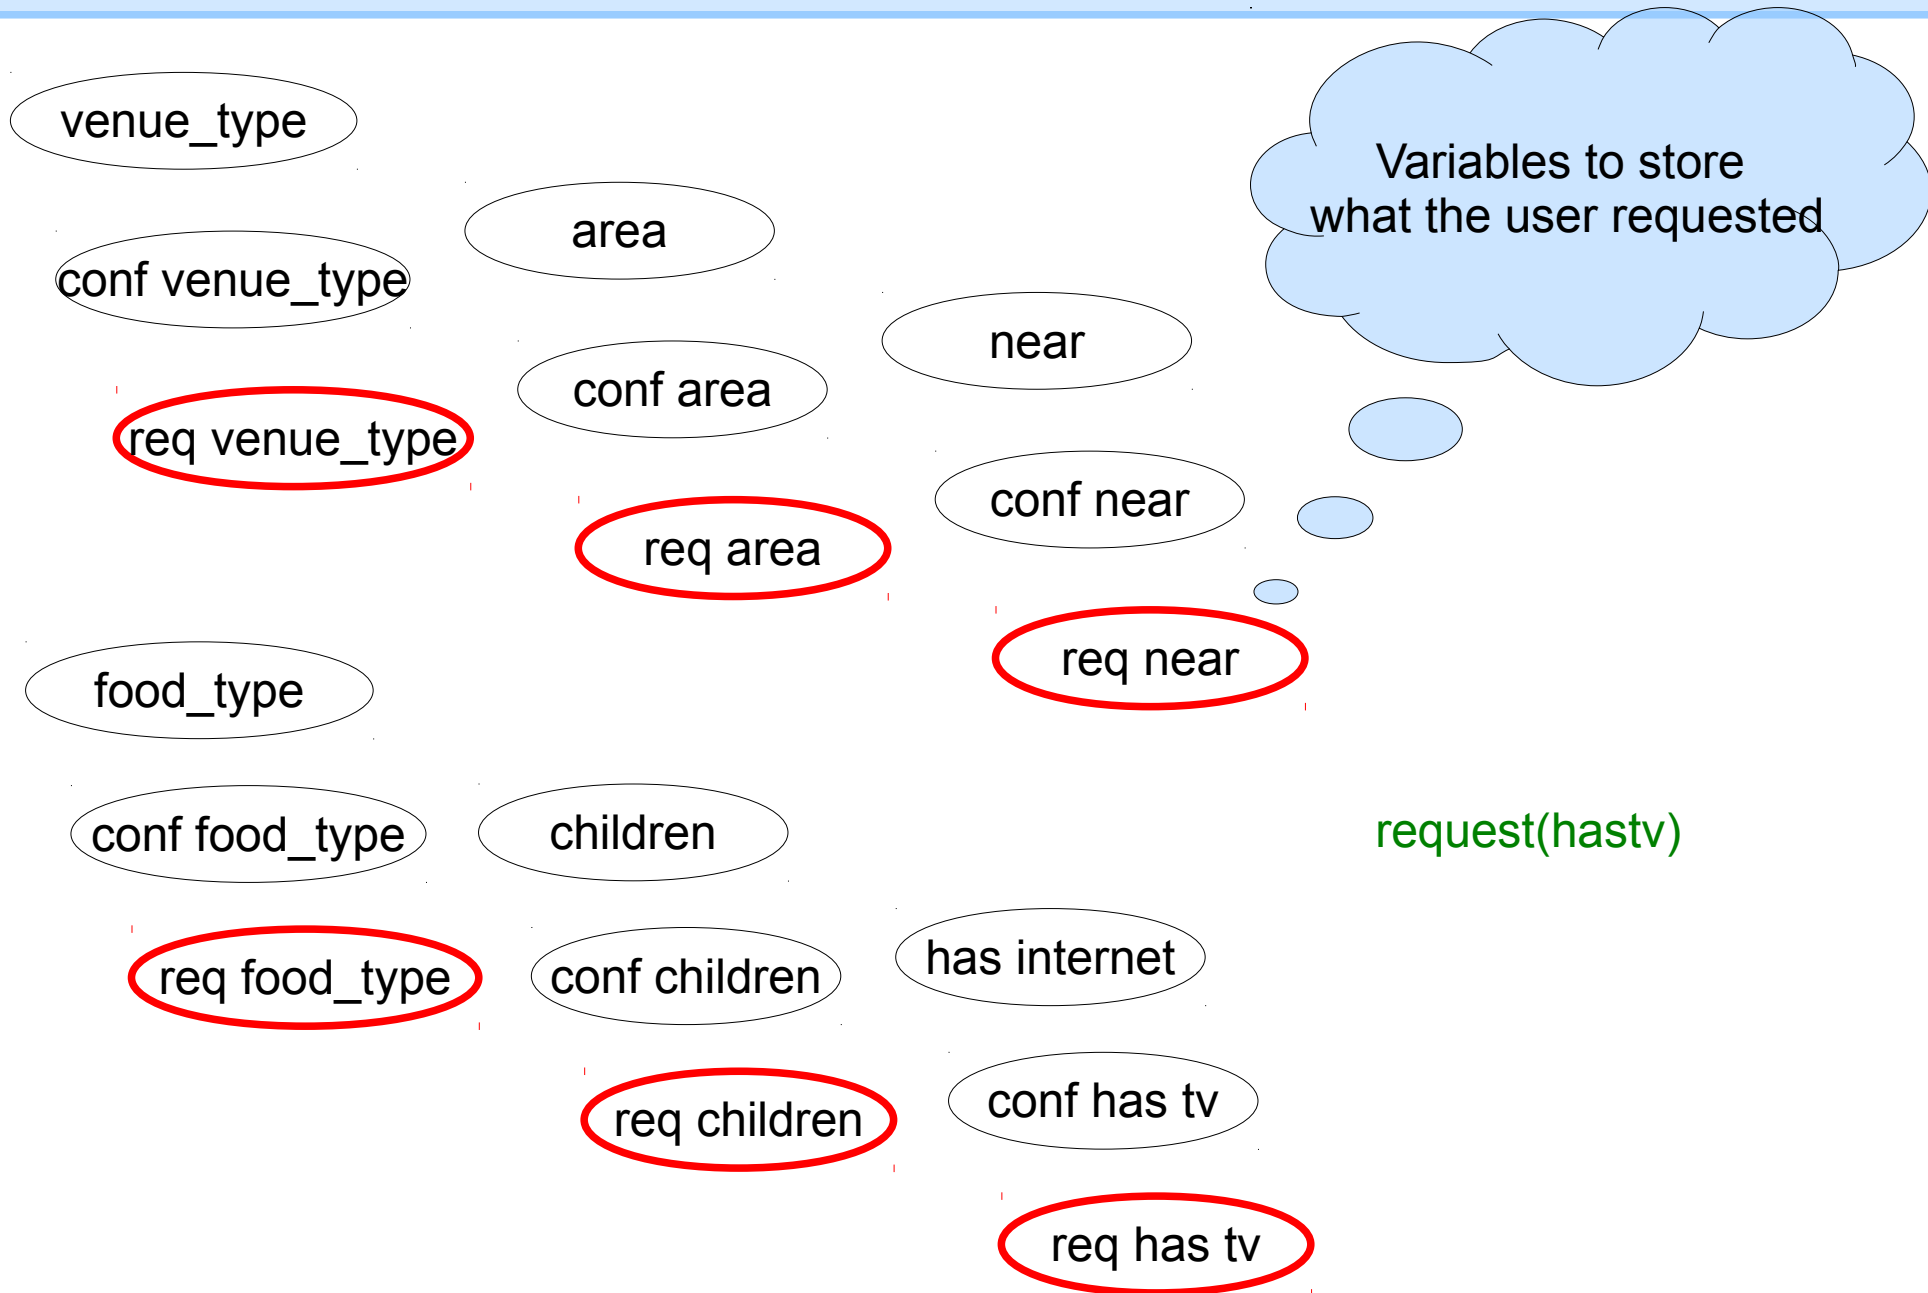 venue_type
Variables to store
what the user requested
area
conf venue_type
near
conf area
req venue_type
conf near
req area
req near
food_type
conf food_type
children
request(hastv)
has internet
req food_type
conf children
conf has tv
req children
req has tv